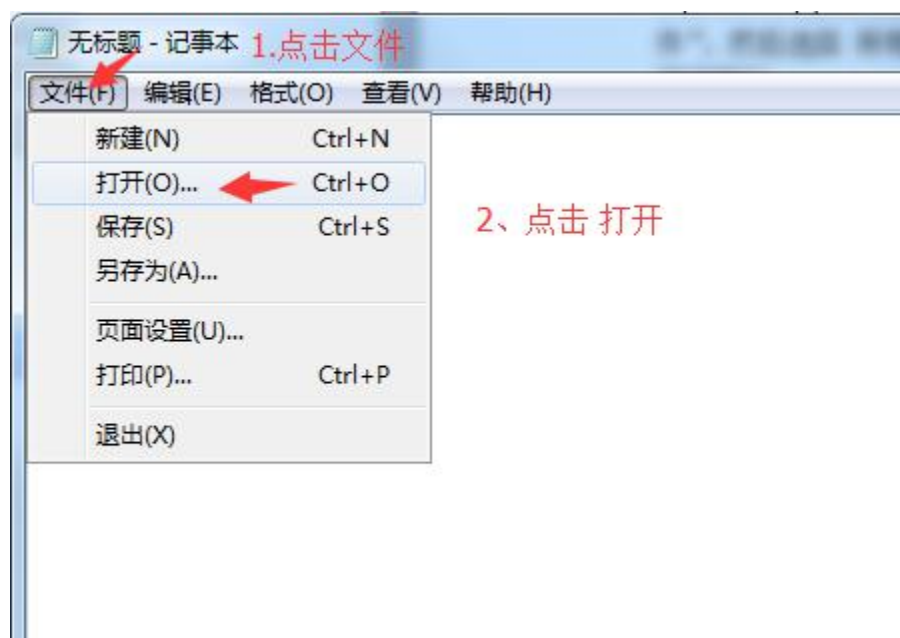 无标题 - 记事本 1.点击文件
文件(F) 编辑(E) 格式(O) 查看(V) 帮助(H)
新建(N) Ctrl+N
打开(O)... Ctrl+O
2、点击 打开
保存(S) Ctrl+S
另存为(A)...
页面设置(U)...
打印(P)... Ctrl+P
退出(X)